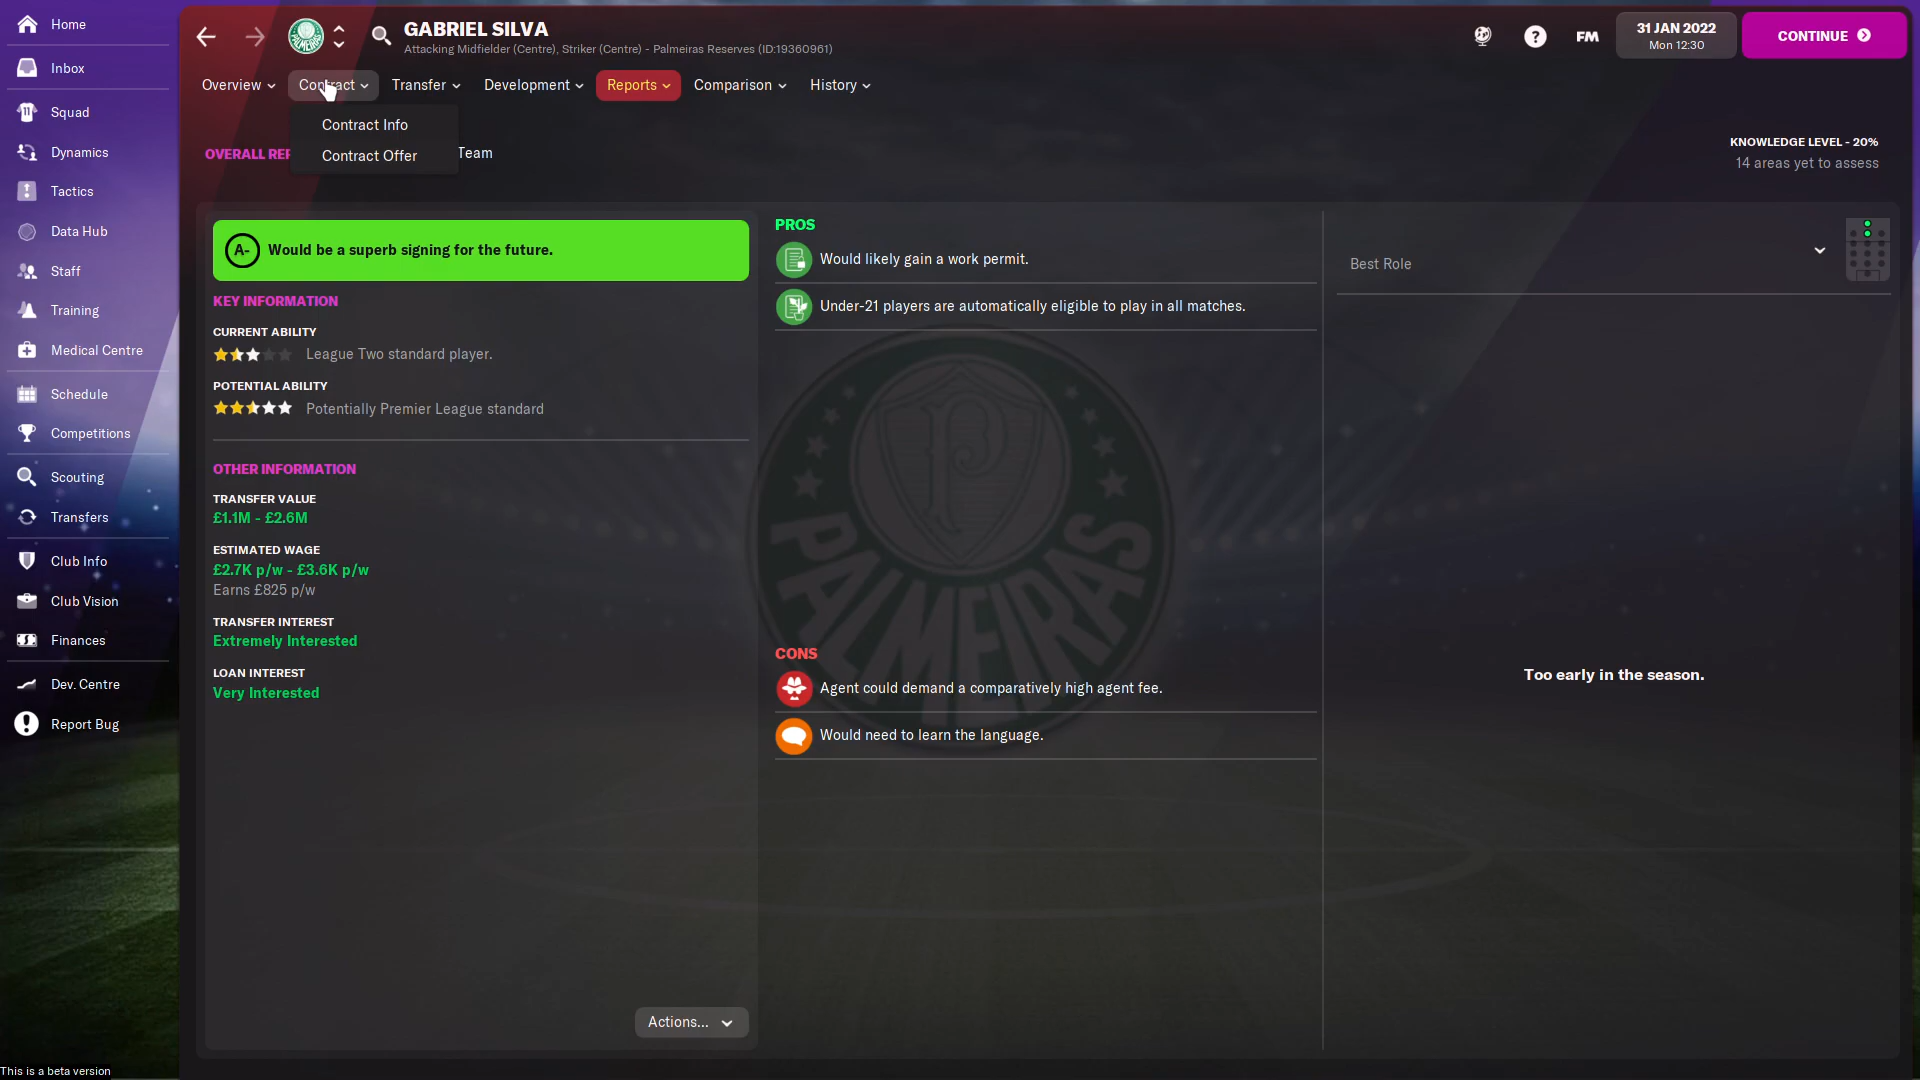 Home
Inbox
Squad
Dynamics
Tactics
Data Hub
Staff
Training
Medical Centre
Schedule
Competitions
Scouting
Transfers
Club Info
Club Vision
Finances
Dev. Centre
Report Bug
This is a beta version
GABRIEL SILVA
Attacking Midfielder (Centre), Striker (Centre) - Palmeiras Reserves (ID:19360961)
FM
31 JAN 2022
Mon 12:30
CONTINUE
Overview
Contract
Transfer
Development
Reports
Comparison
History
Contract Info
Contract Offer
OVERALL REP
Team
KNOWLEDGE LEVEL - 20%
14 areas yet to assess
A- Would be a superb signing for the future.
KEY INFORMATION
CURRENT ABILITY
League Two standard player.
POTENTIAL ABILITY
Potentially Premier League standard
OTHER INFORMATION
TRANSFER VALUE
£1.1M - £2.6M
ESTIMATED WAGE
£2.7K p/w - £3.6K p/w
Earns £825 p/w
TRANSFER INTEREST
Extremely Interested
LOAN INTEREST
Very Interested
Actions...
PROS
Would likely gain a work permit.
Under-21 players are automatically eligible to play in all matches.
PALMEIRAS
CONS
Agent could demand a comparatively high agent fee.
Would need to learn the language.
Best Role
Too early in the season.